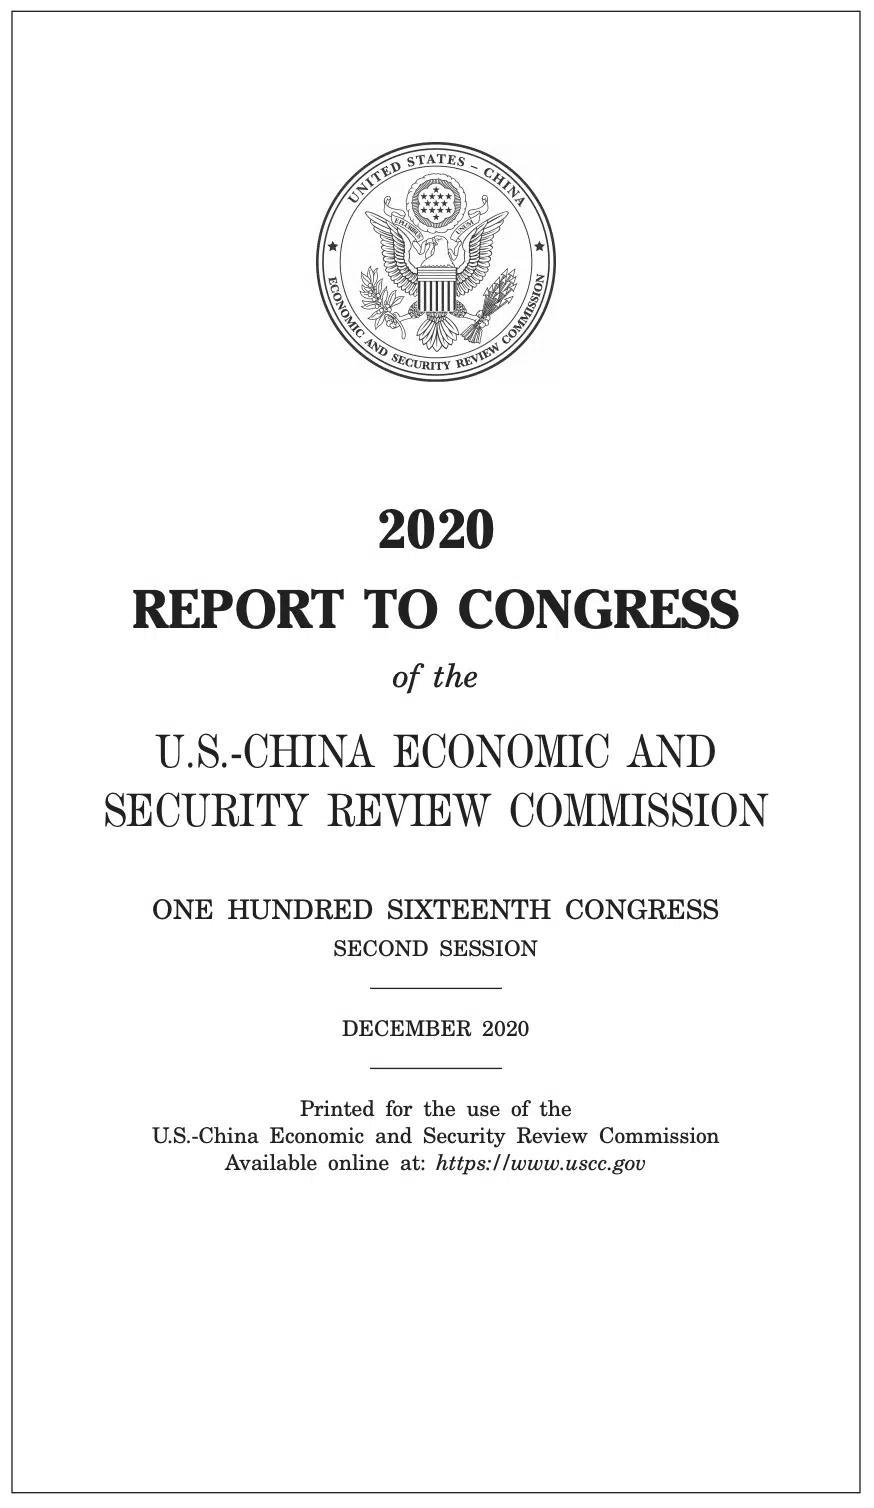 UNITED STATES – CHINA
E PLURIBUS UNUM
ECONOMIC AND SECURITY REVIEW COMMISSION
2020
REPORT TO CONGRESS
of the
U.S.-CHINA ECONOMIC AND
SECURITY REVIEW COMMISSION
ONE HUNDRED SIXTEENTH CONGRESS
SECOND SESSION
DECEMBER 2020
Printed for the use of the
U.S.-China Economic and Security Review Commission
Available online at: https://www.uscc.gov